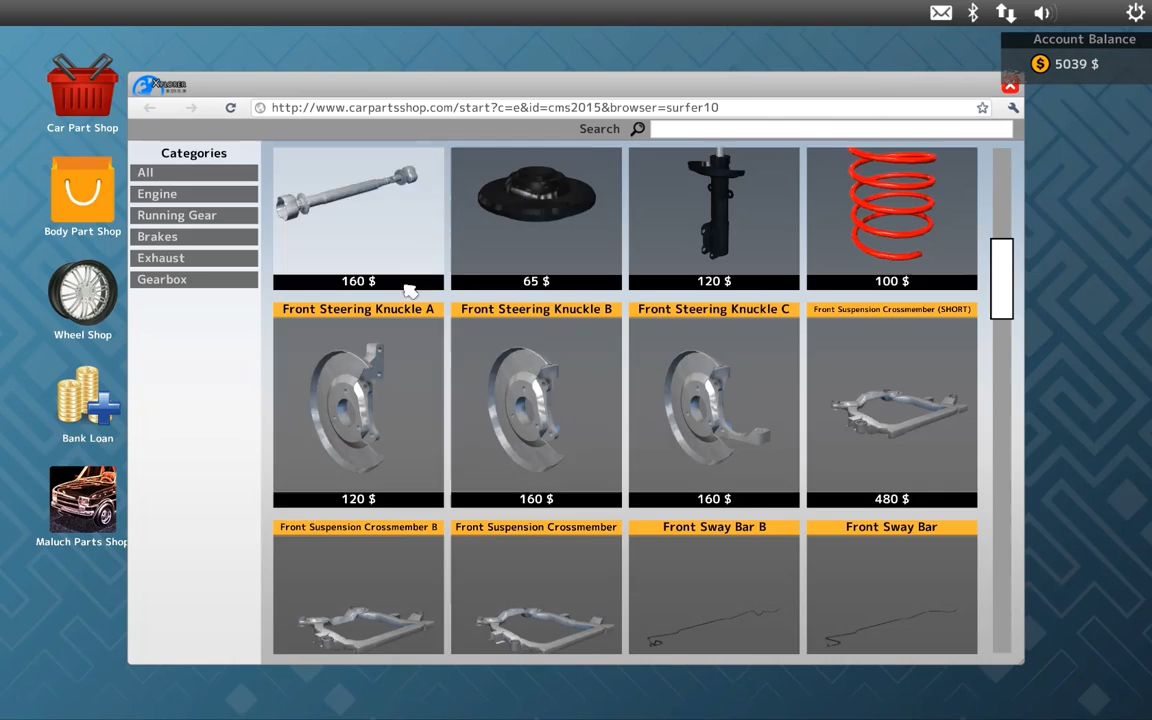 Account Balance
5039 $
Car Part Shop
Body Part Shop
Wheel Shop
Bank Loan
Maluch Parts Shop
http://www.carpartsshop.com/start?c=e&id=cms2015&browser=surfer10
Search
Categories
All
Engine
Running Gear
Brakes
Exhaust
Gearbox
160 $ 65 $ 120 $ 100 $
Front Steering Knuckle A Front Steering Knuckle B Front Steering Knuckle C Front Suspension Crossmember (SHORT)
120 $ 160 $ 160 $ 480 $
Front Suspension Crossmember B Front Suspension Crossmember Front Sway Bar B Front Sway Bar